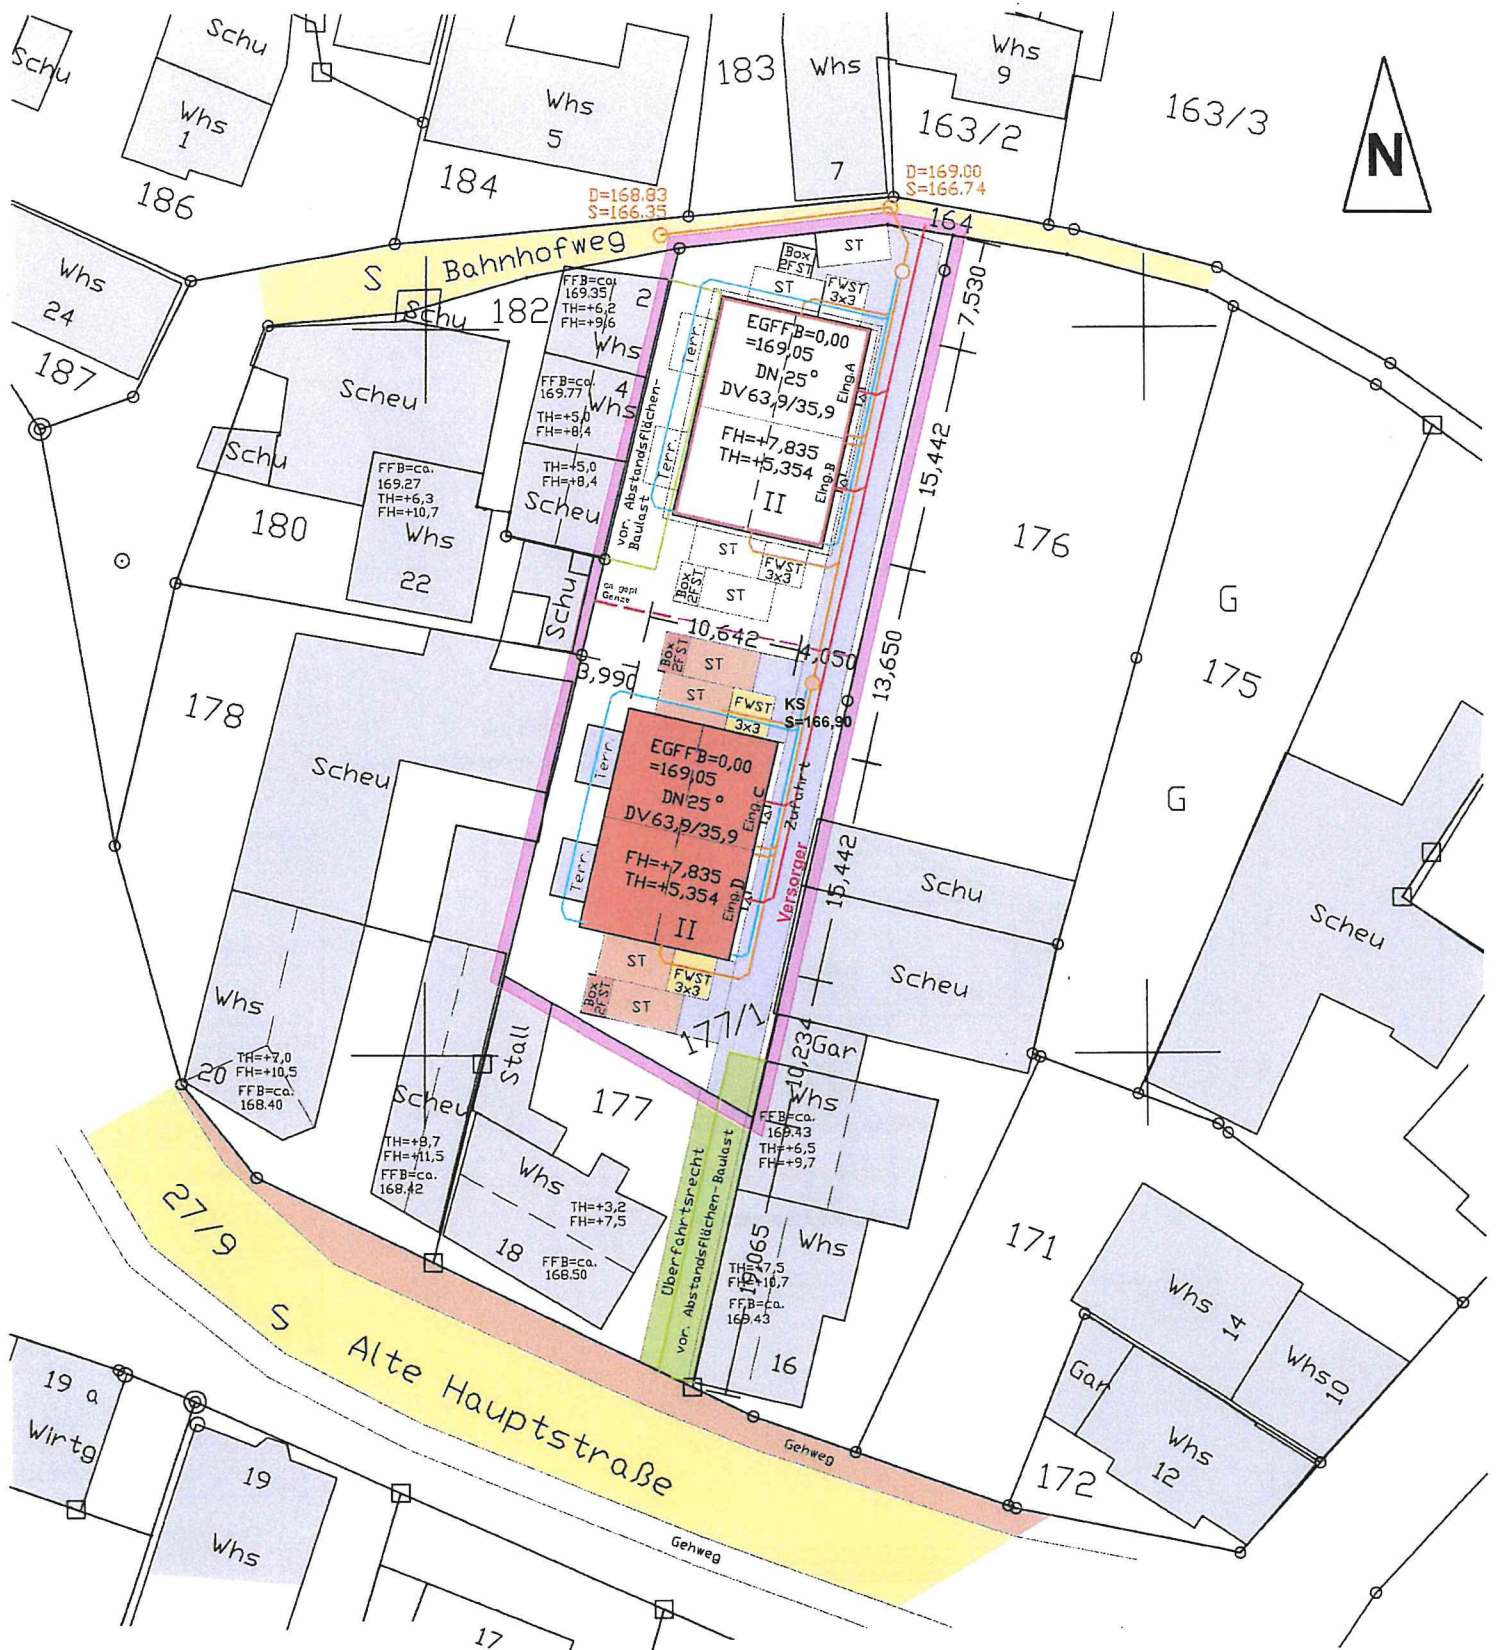 Schu
Schu
Whs
1
Whs
5
183
Whs
7
Whs
9
163/2
163/3
N
186
184
D=168.83
S=166.35
D=169.00
S=166.74
164
S Bahnhofweg
Whs
24
187
Schu
182
FFB=ca.
169.35
TH=+6,2
FH=+9,6
2
Whs
FFB=ca.
169.77
TH=+5,0
FH=+8,4
4
Whs
TH=+5,0
FH=+8,4
Scheu
Scheu
Schu
FFB=ca.
169.27
TH=+6,3
FH=+10,7
Whs
22
180
Schu
Box
2FST
ST
ST
FWST
3x3
Terr.
Terr.
EGFFB=0,00
=169,05
DN 25°
DV63,9/35,9
FH=+7,835
TH=+5,354
II
Eing.A
Eing.B
vor. Abstandsflächen-
Baulast
7,530
15,442
13,650
ST
FWST
3x3
Box
2FST
ST
10,642
4,050
3,990
176
G
175
G
178
Scheu
Box
2FST
ST
ST
FWST
3x3
KS
S=166,90
Terr.
Terr.
EGFFB=0,00
=169,05
DN 25°
DV63,9/35,9
FH=+7,835
TH=+5,354
II
Eing.C
Eing.D
Zufahrt
Versorger
15,442
ST
FWST
3x3
Box
2FST
ST
177/1
10,234
Schu
Scheu
Scheu
Gar
Whs
FFB=ca.
169.43
TH=+6,5
FH=+9,7
Whs
20
TH=+7,0
FH=+10,5
FFB=ca.
168.40
Scheu
TH=+8,7
FH=+11,5
FFB=ca.
168.42
Stall
177
Whs
TH=+3,2
FH=+7,5
18
FFB=ca.
168.50
Überfahrtsrecht
vor. Abstandsflächen-Baulast
19,065
Whs
TH=+7,5
FH=+10,7
FFB=ca.
169.43
16
171
Whs
14
Whs
10
Gar
Whs
12
172
27/9
S Alte Hauptstraße
Gehweg
Gehweg
19 a
Wirtg
19
Whs
17